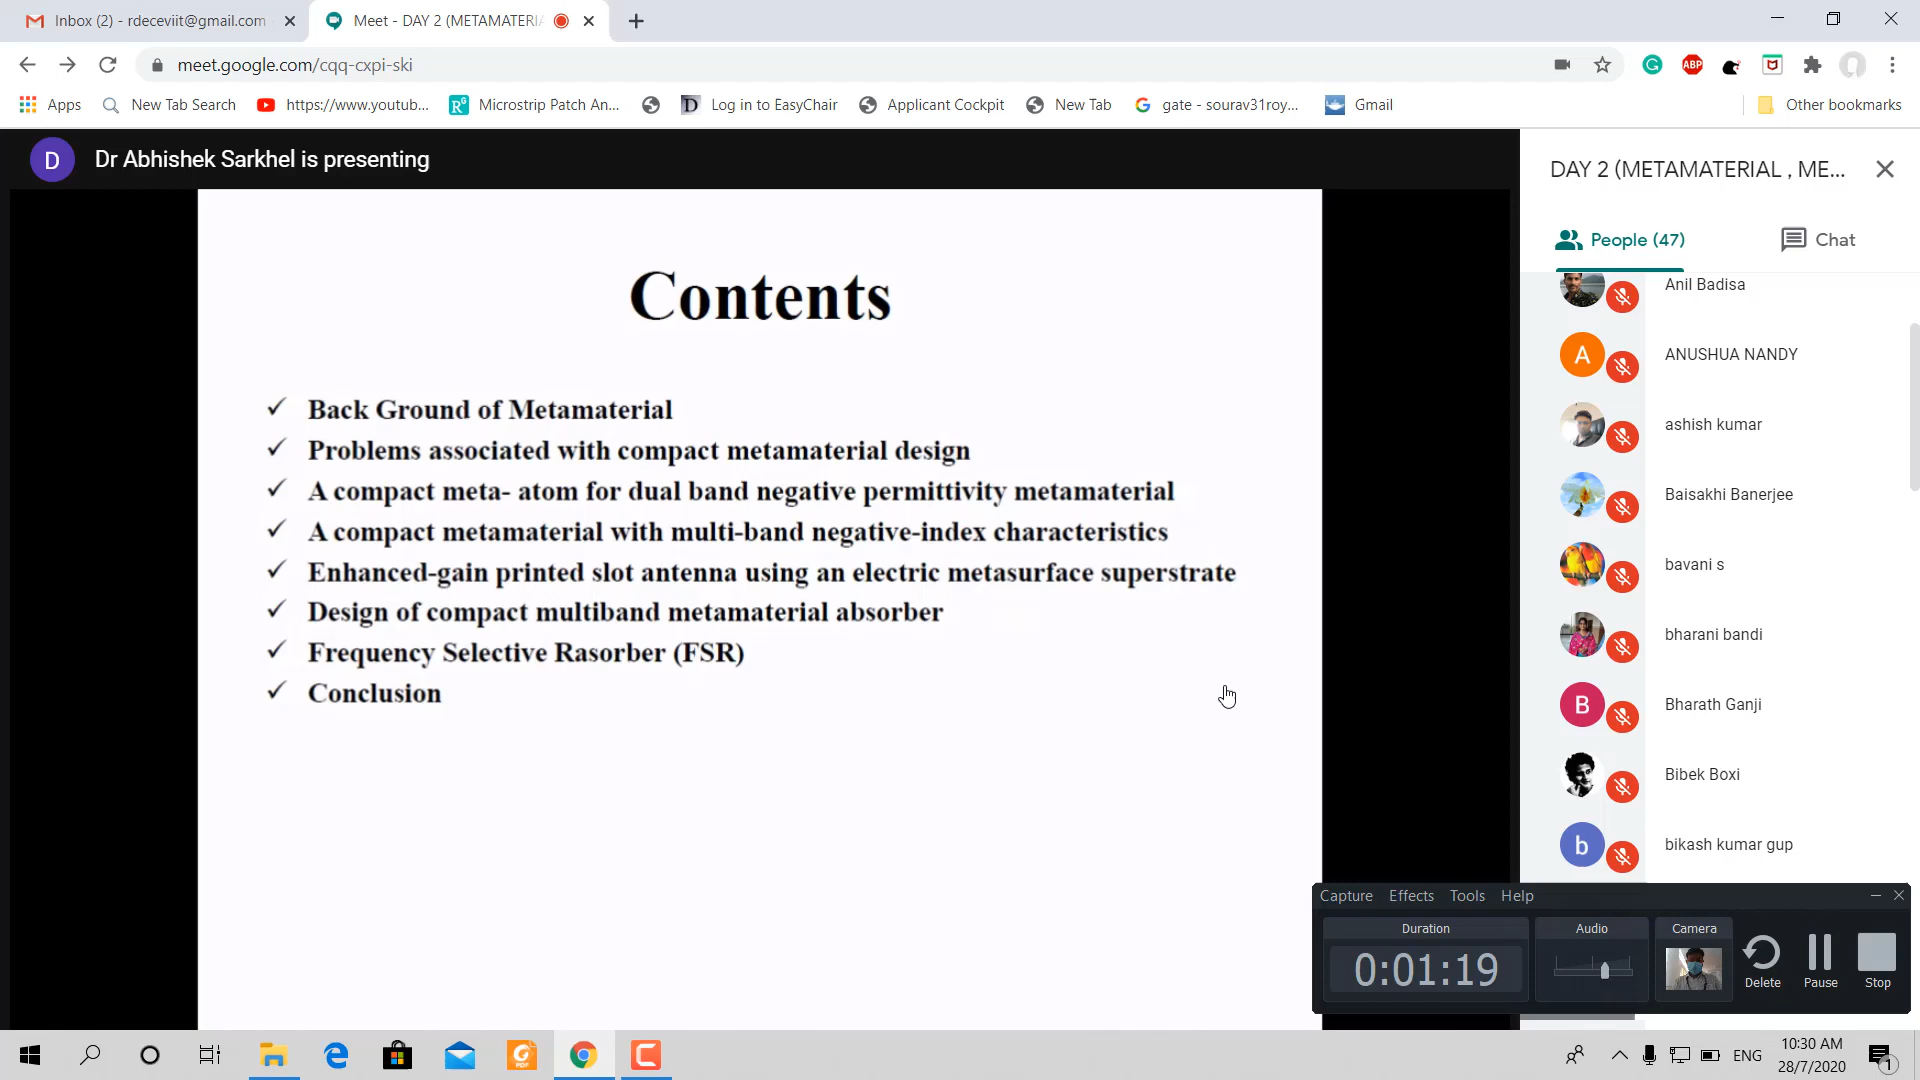 Inbox (2) - rdeceviit@gmail.com
Meet - DAY 2 (METAMATERIA
meet.google.com/cqq-cxpi-ski
ABP
Apps
New Tab Search
https://www.youtub...
Microstrip Patch An...
Log in to EasyChair
Applicant Cockpit
New Tab
gate - sourav31roy...
Gmail
Other bookmarks
D
Dr Abhishek Sarkhel is presenting
Contents
✓ Back Ground of Metamaterial
✓ Problems associated with compact metamaterial design
✓ A compact meta- atom for dual band negative permittivity metamaterial
✓ A compact metamaterial with multi-band negative-index characteristics
✓ Enhanced-gain printed slot antenna using an electric metasurface superstrate
✓ Design of compact multiband metamaterial absorber
✓ Frequency Selective Rasorber (FSR)
✓ Conclusion
DAY 2 (METAMATERIAL , ME...
People (47)
Chat
Anil Badisa
A
ANUSHUA NANDY
ashish kumar
Baisakhi Banerjee
bavani s
bharani bandi
B
Bharath Ganji
Bibek Boxi
b
bikash kumar gup
Capture Effects Tools Help
Duration
Audio
Camera
0:01:19
Delete
Pause
Stop
ENG
10:30 AM
28/7/2020
1